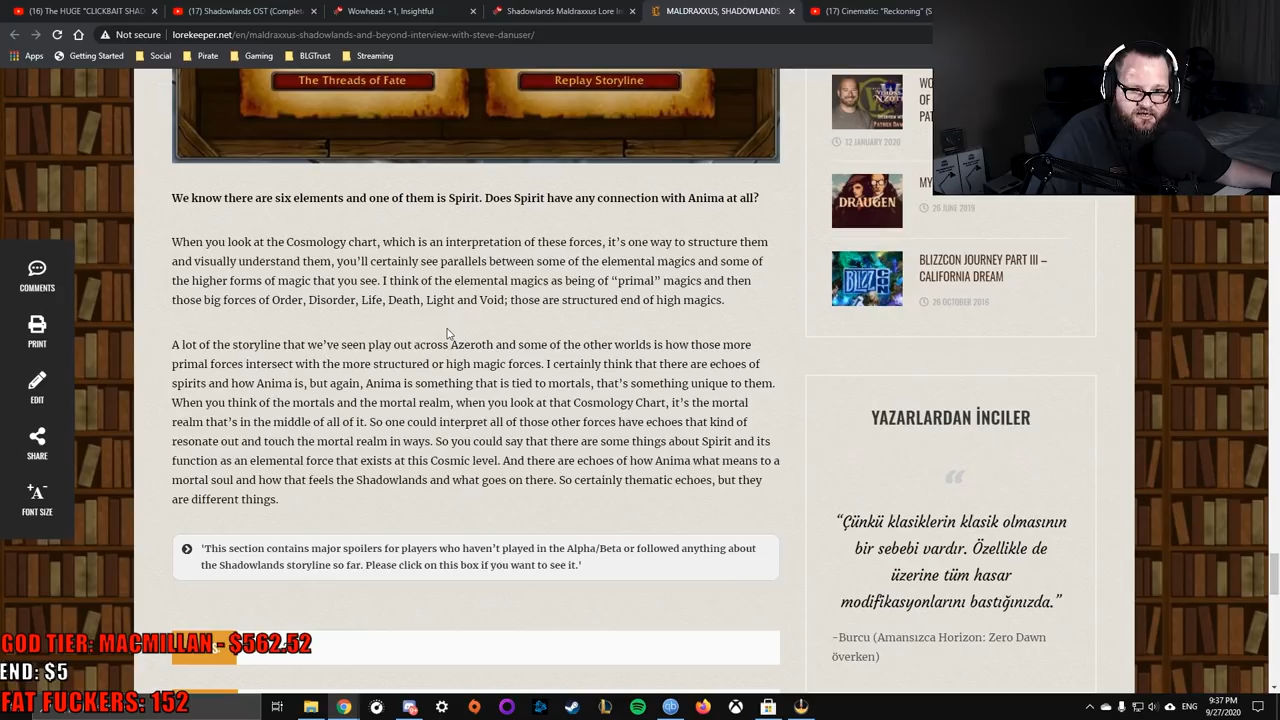 (17) The HUGE "CLICKBAIT SHAD
(17) Shadowlands OST (Complet
Wowhead: +1, Insightful
Shadowlands Maldraxxus Lore In
MALDRAXXUS, SHADOWLANDS
(17) Cinematic: "Reckoning" (S
Not secure
lorekeeper.net/en/maldraxxus-shadowlands-and-beyond-interview-with-steve-danuser/
Apps
Getting Started
Social
Pirate
Gaming
BLGTrust
Streaming
The Threads of Fate
Replay Storyline
We know there are six elements and one of them is Spirit. Does Spirit have any connection with Anima at all?
When you look at the Cosmology chart, which is an interpretation of these forces, it's one way to structure them
and visually understand them, you'll certainly see parallels between some of the elemental magics and some of
the higher forms of magic that you see. I think of the elemental magics as being of “primal” magics and then
those big forces of Order, Disorder, Life, Death, Light and Void; those are structured end of high magics.
A lot of the storyline that we've seen play out across Azeroth and some of the other worlds is how those more
primal forces intersect with the more structured or high magic forces. I certainly think that there are echoes of
spirits and how Anima is, but again, Anima is something that is tied to mortals, that's something unique to them.
When you think of the mortals and the mortal realm, when you look at that Cosmology Chart, it's the mortal
realm that's in the middle of all of it. So one could interpret all of those other forces have echoes that kind of
resonate out and touch the mortal realm in ways. So you could say that there are some things about Spirit and its
function as an elemental force that exists at this Cosmic level. And there are echoes of how Anima what means to a
mortal soul and how that feels the Shadowlands and what goes on there. So certainly thematic echoes, but they
are different things.
'This section contains major spoilers for players who haven't played in the Alpha/Beta or followed anything about
the Shadowlands storyline so far. Please click on this box if you want to see it.'
COMMENTS
PRINT
EDIT
SHARE
A
FONT SIZE
WO
OF
PAT
12 JANUARY 2020
MY
DRAUGEN
26 JUNE 2019
BLIZZ
BLIZZCON JOURNEY PART III –
CALIFORNIA DREAM
26 OCTOBER 2016
YAZARLARDAN İNCILER
“Çünkü klasiklerin klasik olmasının
bir sebebi vardır. Özellikle de
üzerine tüm hasar
modifikasyonlarını bastığınızda.”
-Burcu (Amansızca Horizon: Zero Dawn
överken)
GOD TIER: MACMILLAN - $562.52
END: $5
FAT FUCKERS: 152
ENG
9:37 PM
9/27/2020